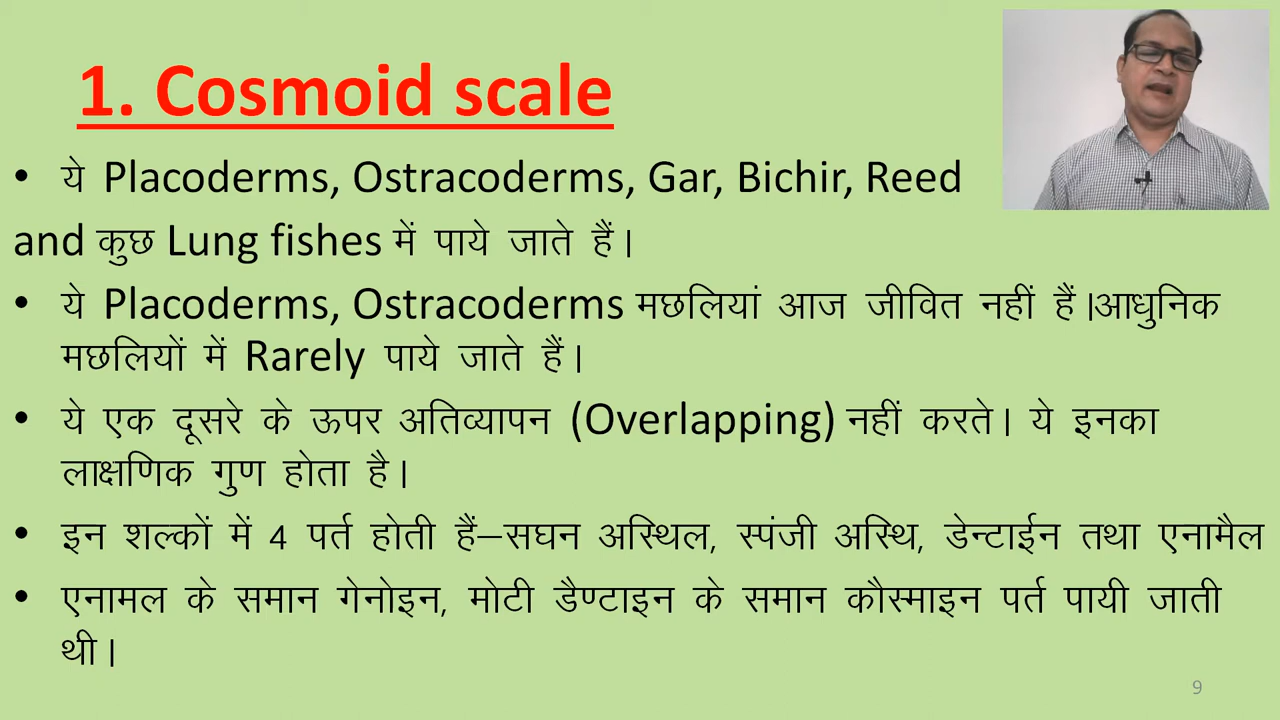 1. Cosmoid scale
• ये Placoderms, Ostracoderms, Gar, Bichir, Reed
and कुछ Lung fishes में पाये जाते हैं।
• ये Placoderms, Ostracoderms मछलियां आज जीवित नहीं हैं।आधुनिक
मछलियों में Rarely पाये जाते हैं।
• ये एक दूसरे के ऊपर अतिव्यापन (Overlapping) नहीं करते। ये इनका
लाक्षणिक गुण होता है।
• इन शल्कों में 4 पर्त होती हैं–सघन अस्थिल, स्पंजी अस्थि, डेन्टाईन तथा एनामैल
• एनामल के समान गेनोइन, मोटी डैण्टाइन के समान कौस्माइन पर्त पायी जाती
थी।
9